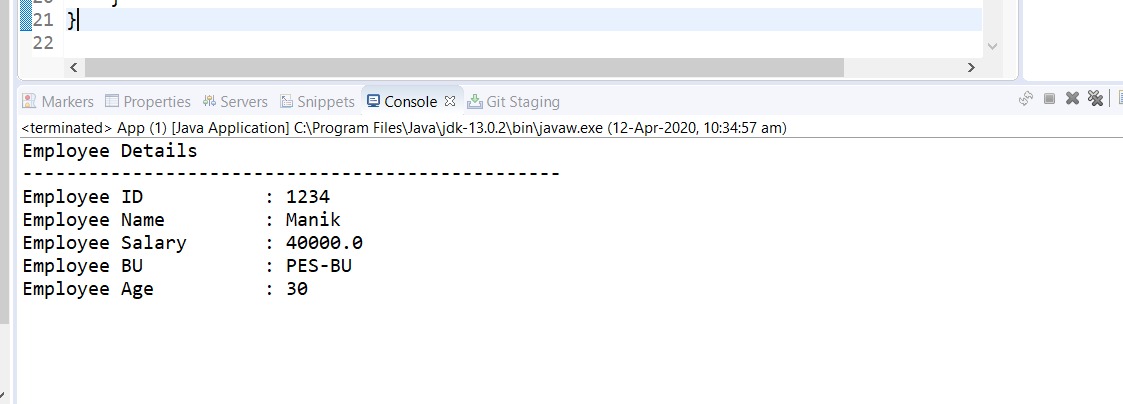 21 }
22
Markers Properties Servers Snippets Console Git Staging
<terminated> App (1) [Java Application] C:\Program Files\Java\jdk-13.0.2\bin\javaw.exe (12-Apr-2020, 10:34:57 am)
Employee Details
-------------------------------------------------
Employee ID : 1234
Employee Name : Manik
Employee Salary : 40000.0
Employee BU : PES-BU
Employee Age : 30